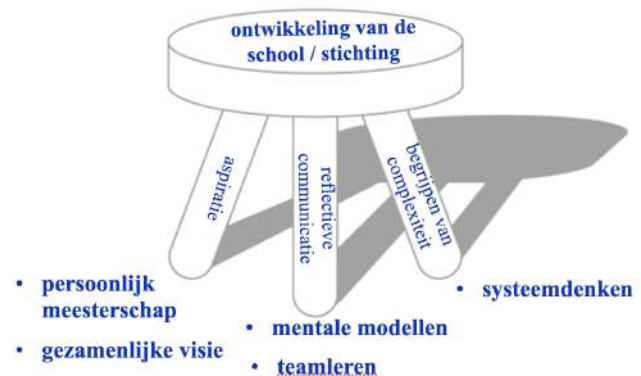 ontwikkeling van de
school / stichting
aspiratie
reflectieve
communicatie
begrijpen van
complexiteit
• persoonlijk
meesterschap
• gezamenlijke visie
• mentale modellen
• teamleren
• systeemdenken